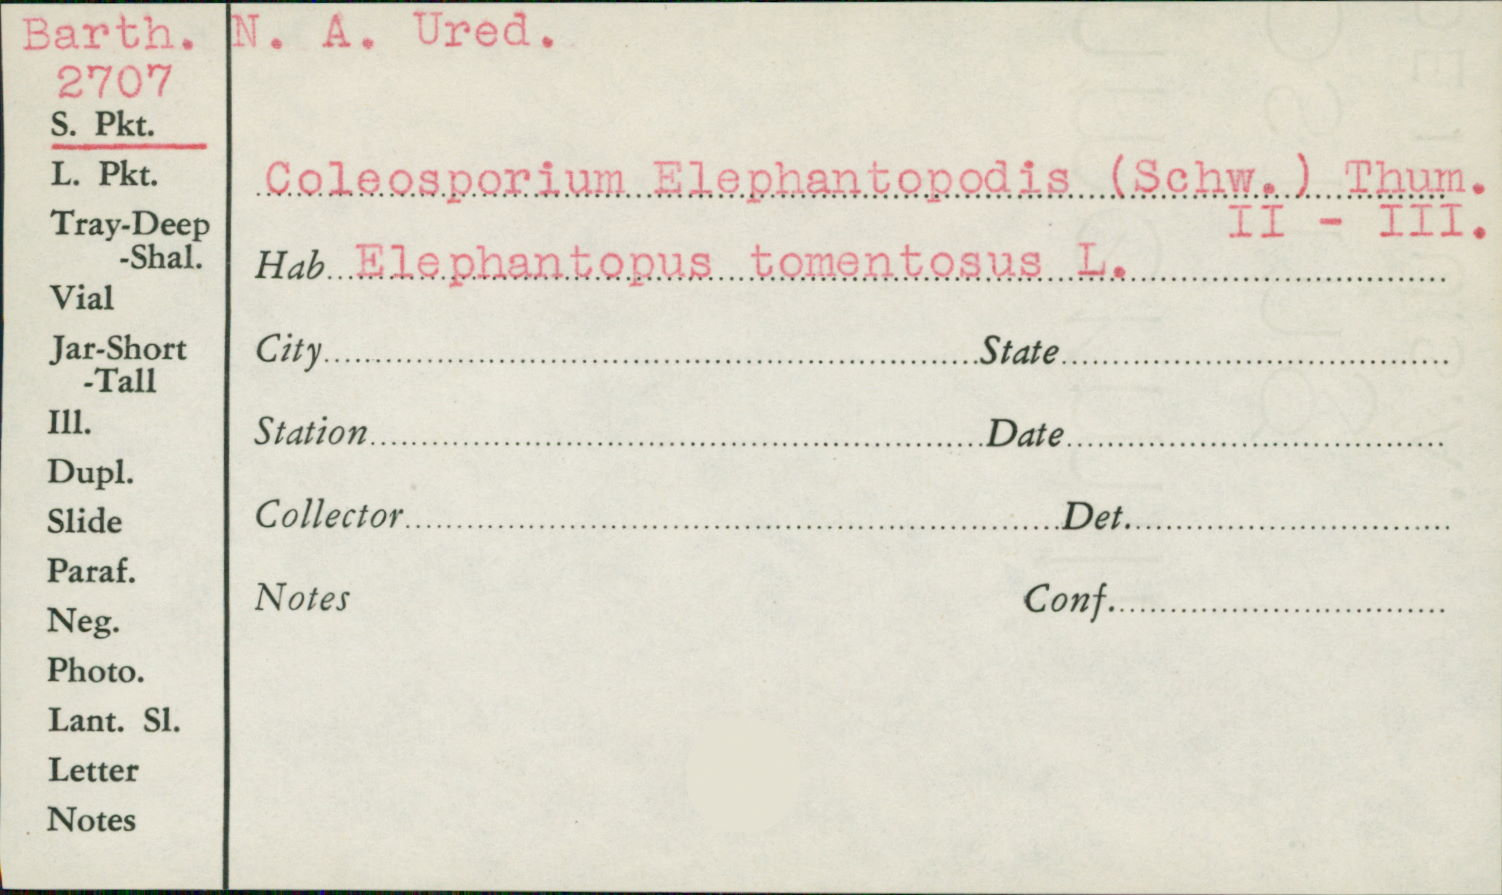 Barth. N. A. Ured.
2707
S. Pkt.
L. Pkt.
Tray-Deep
-Shal.
Vial
Jar-Short
-Tall
Ill.
Dupl.
Slide
Paraf.
Neg.
Photo.
Lant. Sl.
Letter
Notes
Coleosporium Elephantopodis (Schw.) Thum.
II - III.
Hab Elephantopus tomentosus L.
City State
Station Date
Collector Det.
Notes Conf.